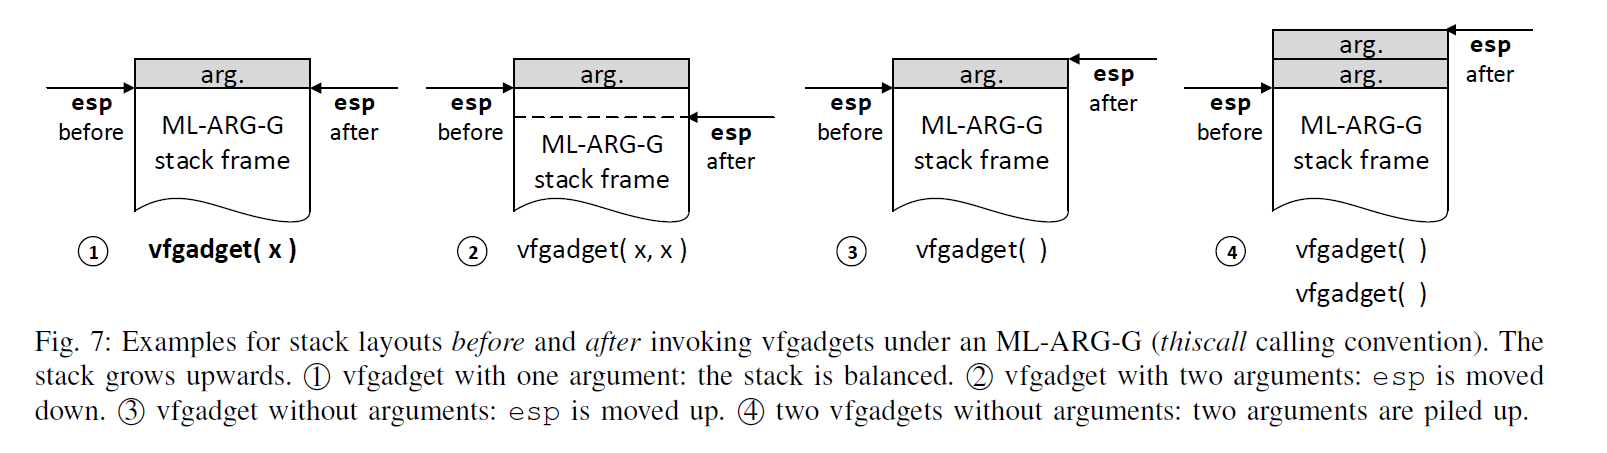 arg. arg. arg. arg. arg.
esp before esp after esp before esp after esp before esp after esp before esp after
ML-ARG-G stack frame ML-ARG-G stack frame ML-ARG-G stack frame ML-ARG-G stack frame
① vfgadget( x ) ② vfgadget( x, x ) ③ vfgadget( ) ④ vfgadget( )
vfgadget( )
Fig. 7: Examples for stack layouts before and after invoking vfgadgets under an ML-ARG-G (thiscall calling convention). The
stack grows upwards. ① vfgadget with one argument: the stack is balanced. ② vfgadget with two arguments: esp is moved
down. ③ vfgadget without arguments: esp is moved up. ④ two vfgadgets without arguments: two arguments are piled up.